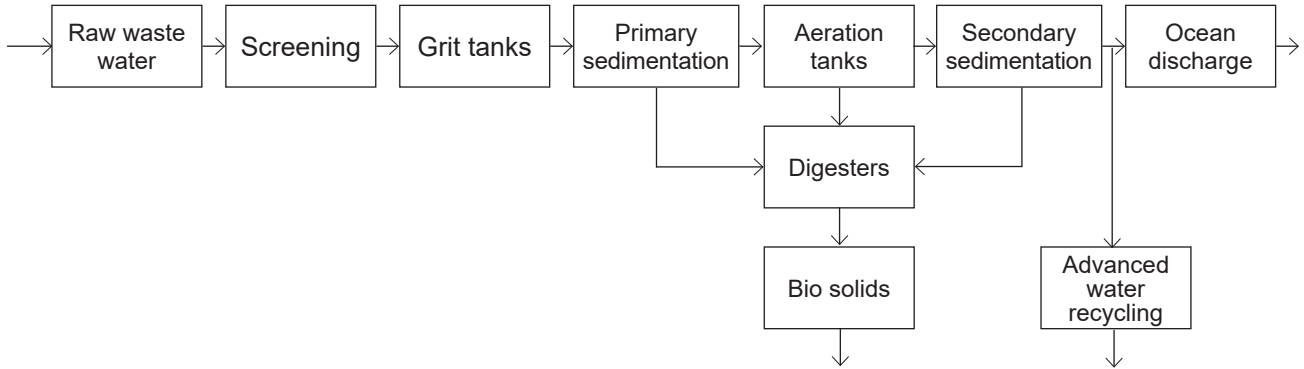 Raw waste
water
Screening
Grit tanks
Primary
sedimentation
Aeration
tanks
Secondary
sedimentation
Ocean
discharge
Digesters
Bio solids
Advanced
water
recycling